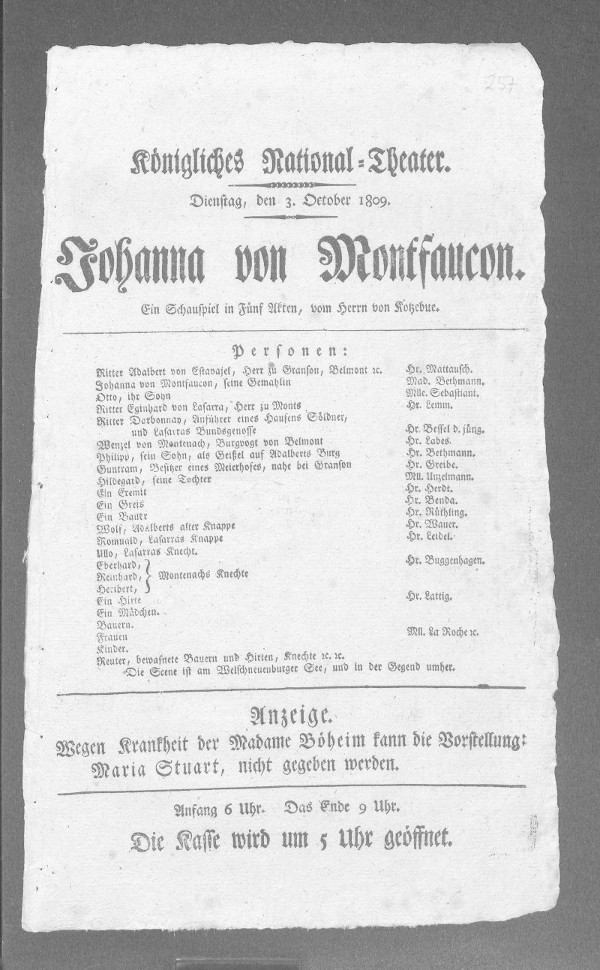 257
Königliches National-Theater.
Dienstag, den 3. October 1809.
Johanna von Montfaucon.
Ein Schauspiel in Fünf Akten, vom Herrn von Kotzebue.
Personen:
Ritter Adalbert von Estavajel, Herr zu Granson, Belmont ꝛc. Hr. Mattausch.
Johanna von Montfaucon, seine Gemahlin Mad. Bethmann.
Otto, ihr Sohn Mlle. Sebastiani.
Ritter Eginhard von Lasarra, Herr zu Monts Hr. Lemm.
Ritter Darbonnay, Anführer eines Haufens Söldner,
und Lasarras Bundsgenosse Hr. Bessel d. jüng.
Wenzel von Montenach, Burgvogt von Belmont Hr. Labes.
Philipp, sein Sohn, als Geißel auf Adalberts Burg Hr. Bethmann.
Guntram, Besitzer eines Meierhofes, nahe bei Granson Hr. Greibe.
Hildegard, seine Tochter Mll. Unzelmann.
Ein Eremit Hr. Herdt.
Ein Greis Hr. Benda.
Ein Bauer Hr. Rüthling.
Wolf, Adalberts alter Knappe Hr. Wauer.
Romuald, Lasarras Knappe Hr. Leidel.
Ullo, Lasarras Knecht.
Eberhard, Hr. Buggenhagen.
Reinhard, Montenachs Knechte
Heribert,
Ein Hirte Hr. Lattig.
Ein Mädchen.
Bauern.
Frauen Mll. La Roche ꝛc.
Kinder.
Reuter, bewafnete Bauern und Hirten, Knechte ꝛc. ꝛc.
Die Scene ist am Welschneuenburger See, und in der Gegend umher.
Anzeige.
Wegen Krankheit der Madame Böheim kann die Vorstellung:
Maria Stuart, nicht gegeben werden.
Anfang 6 Uhr. Das Ende 9 Uhr.
Die Kasse wird um 5 Uhr geöffnet.